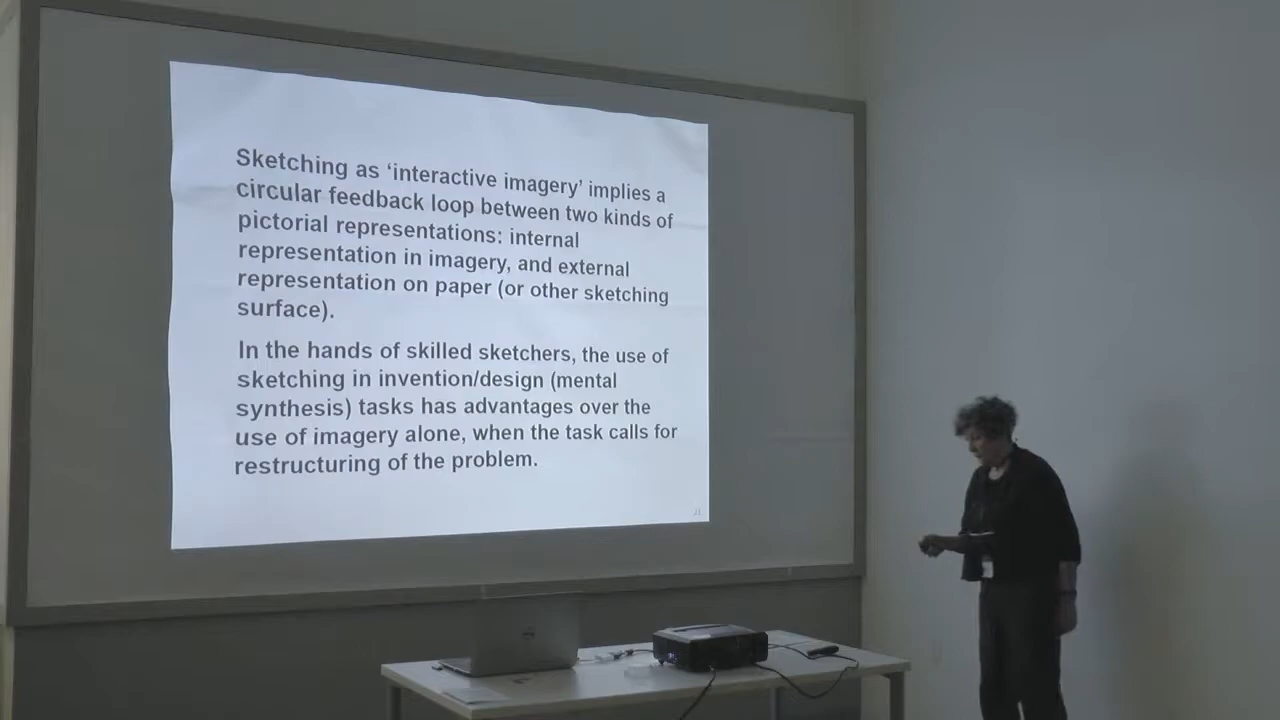 Sketching as ‘interactive imagery’ implies a
circular feedback loop between two kinds of
pictorial representations: internal
representation in imagery, and external
representation on paper (or other sketching
surface).
In the hands of skilled sketchers, the use of
sketching in invention/design (mental
synthesis) tasks has advantages over the
use of imagery alone, when the task calls for
restructuring of the problem.